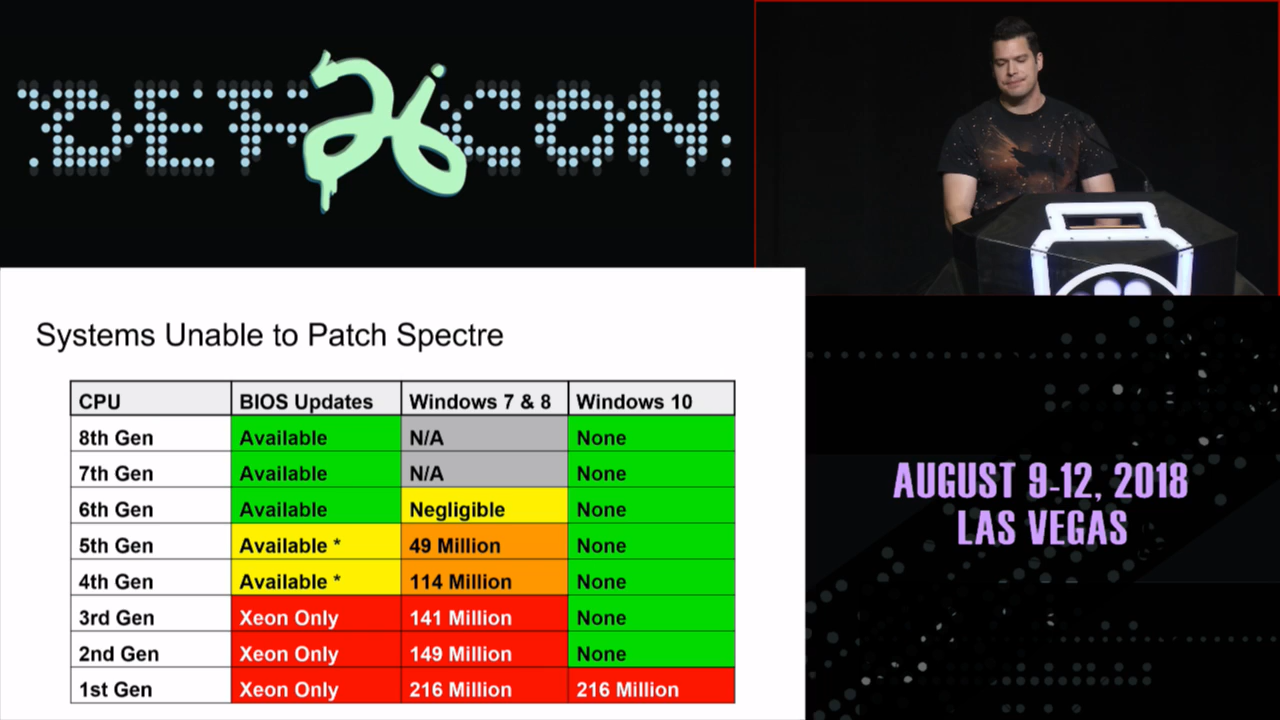 DEF CON
26
Systems Unable to Patch Spectre
CPU BIOS Updates Windows 7 & 8 Windows 10
8th Gen Available N/A None
7th Gen Available N/A None
6th Gen Available Negligible None
5th Gen Available * 49 Million None
4th Gen Available * 114 Million None
3rd Gen Xeon Only 141 Million None
2nd Gen Xeon Only 149 Million None
1st Gen Xeon Only 216 Million 216 Million
AUGUST 9-12, 2018
LAS VEGAS